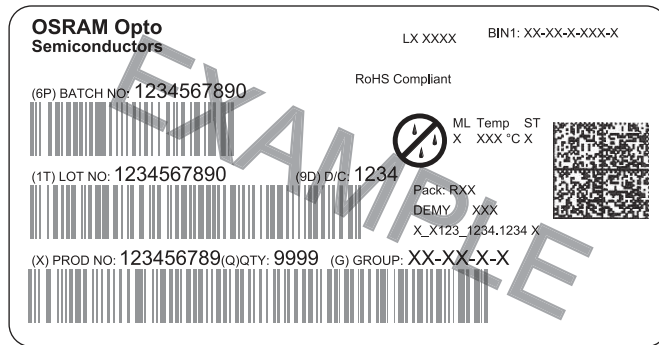 OSRAM Opto
Semiconductors
LX XXXX
BIN1: XX-XX-X-XXX-X
RoHS Compliant
(6P) BATCH NO: 1234567890
ML Temp ST
X XXX °C X
(1T) LOT NO: 1234567890
(9D) D/C: 1234
Pack: RXX
DEMY XXX
X_X123_1234.1234 X
(X) PROD NO: 123456789(Q)QTY: 9999 (G) GROUP: XX-XX-X-X
EXAMPLE